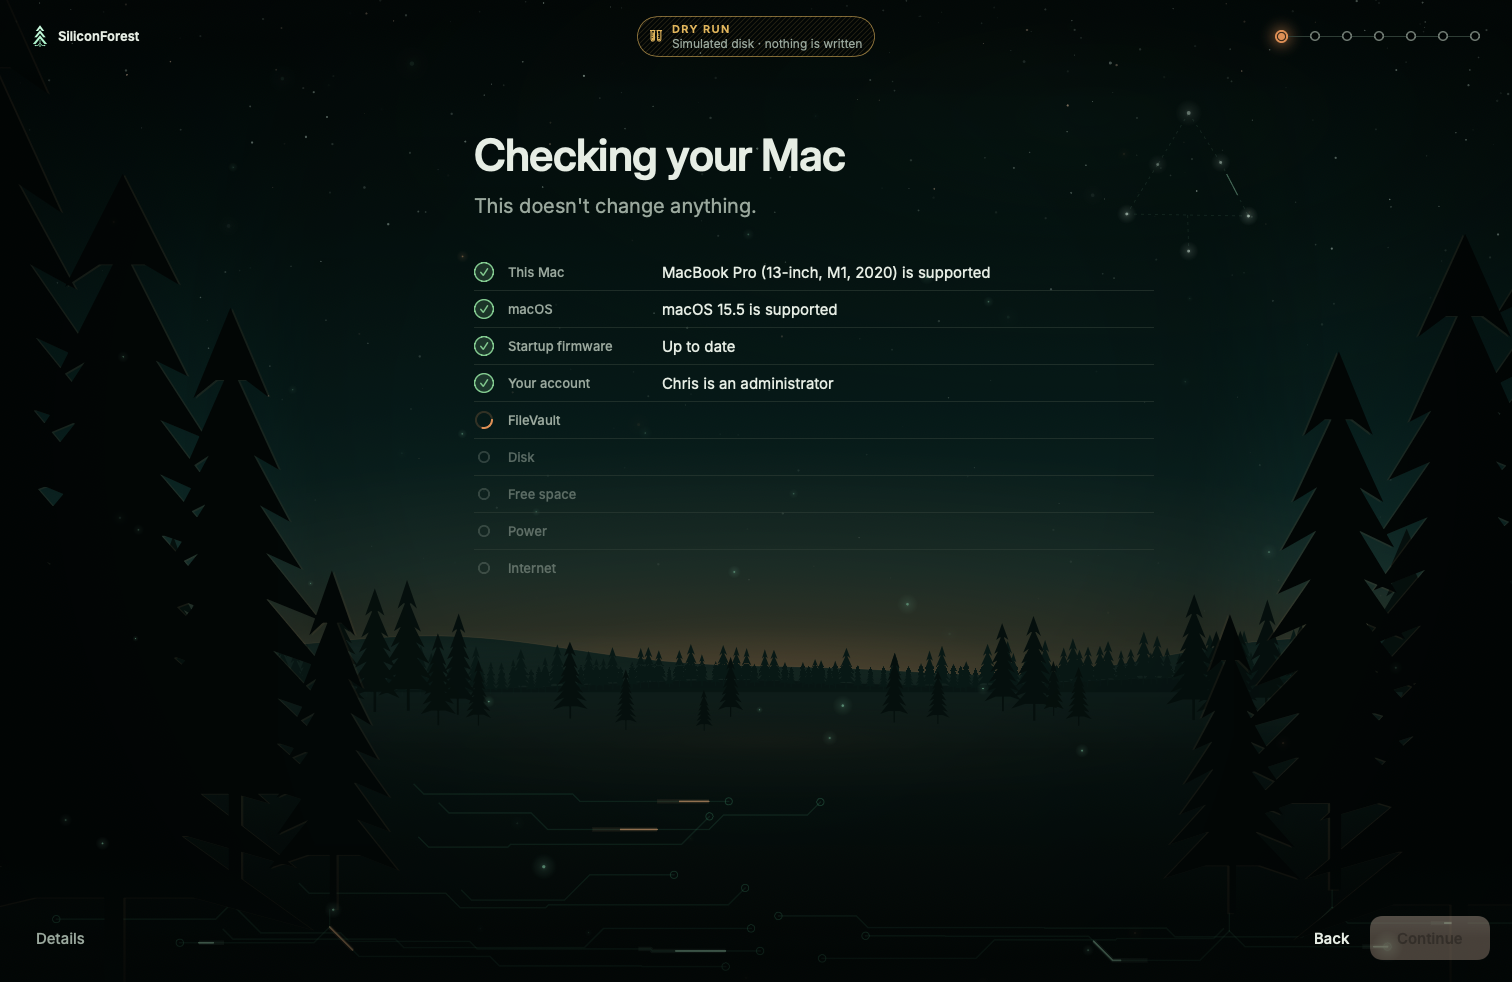 SiliconForest
DRY RUN
Simulated disk · nothing is written
Checking your Mac
This doesn't change anything.
This Mac MacBook Pro (13-inch, M1, 2020) is supported
macOS macOS 15.5 is supported
Startup firmware Up to date
Your account Chris is an administrator
FileVault
Disk
Free space
Power
Internet
Details
Back
Continue